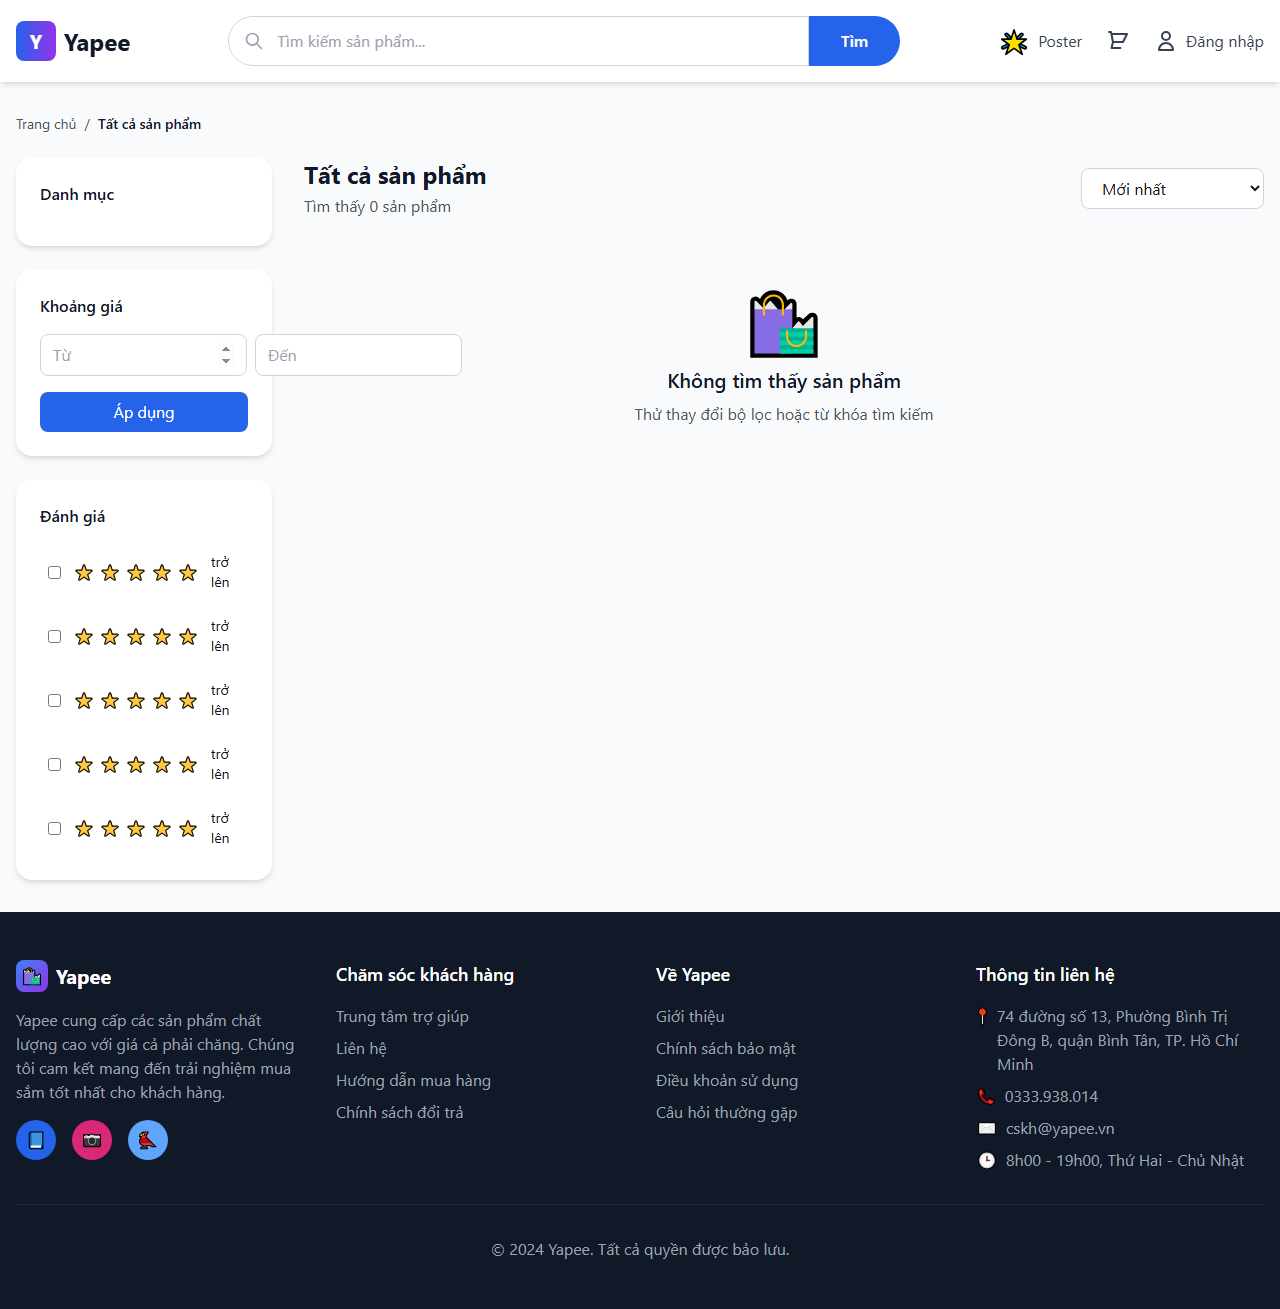 Y Yapee
Tìm kiếm sản phẩm...
Tìm
Poster
Đăng nhập
Trang chủ / Tất cả sản phẩm
Danh mục
Khoảng giá
Từ
Đến
Áp dụng
Đánh giá
trở
lên
trở
lên
trở
lên
trở
lên
trở
lên
Tất cả sản phẩm
Tìm thấy 0 sản phẩm
Mới nhất
Không tìm thấy sản phẩm
Thử thay đổi bộ lọc hoặc từ khóa tìm kiếm
Yapee
Yapee cung cấp các sản phẩm chất
lượng cao với giá cả phải chăng. Chúng
tôi cam kết mang đến trải nghiệm mua
sắm tốt nhất cho khách hàng.
Chăm sóc khách hàng
Trung tâm trợ giúp
Liên hệ
Hướng dẫn mua hàng
Chính sách đổi trả
Về Yapee
Giới thiệu
Chính sách bảo mật
Điều khoản sử dụng
Câu hỏi thường gặp
Thông tin liên hệ
74 đường số 13, Phường Bình Trị
Đông B, quận Bình Tân, TP. Hồ Chí
Minh
0333.938.014
cskh@yapee.vn
8h00 - 19h00, Thứ Hai - Chủ Nhật
© 2024 Yapee. Tất cả quyền được bảo lưu.